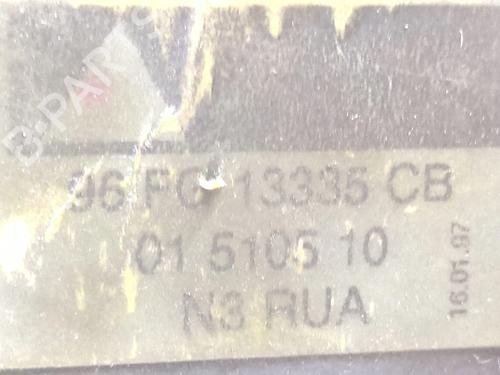 B-PARTS
96 FG 13335 CB
01 5105 10
N3 RUA
16.01.97